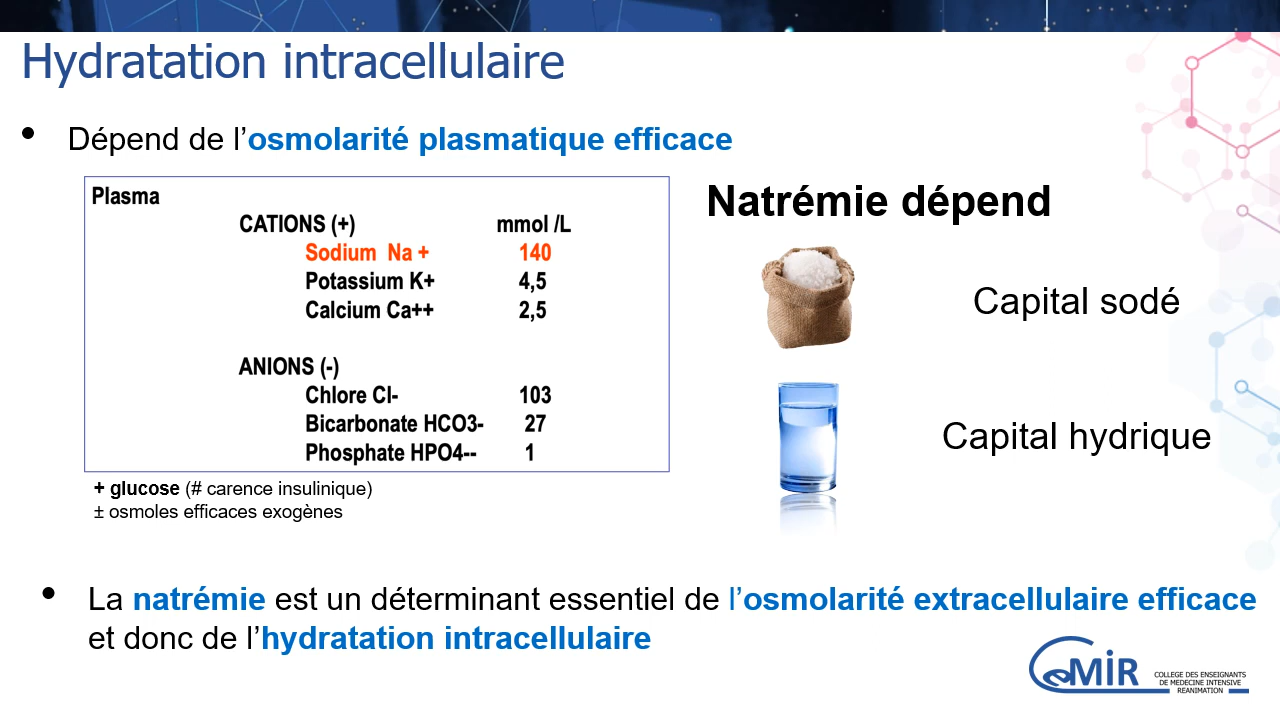 Hydratation intracellulaire
• Dépend de l’osmolarité plasmatique efficace
Plasma
CATIONS (+) mmol /L
Sodium Na + 140
Potassium K+ 4,5
Calcium Ca++ 2,5
ANIONS (-)
Chlore Cl- 103
Bicarbonate HCO3- 27
Phosphate HPO4-- 1
+ glucose (# carence insulinique)
± osmoles efficaces exogènes
Natrémie dépend
Capital sodé
Capital hydrique
• La natrémie est un déterminant essentiel de l’osmolarité extracellulaire efficace
et donc de l’hydratation intracellulaire
CeMIR
COLLEGE DES ENSEIGNANTS
DE MEDECINE INTENSIVE
REANIMATION